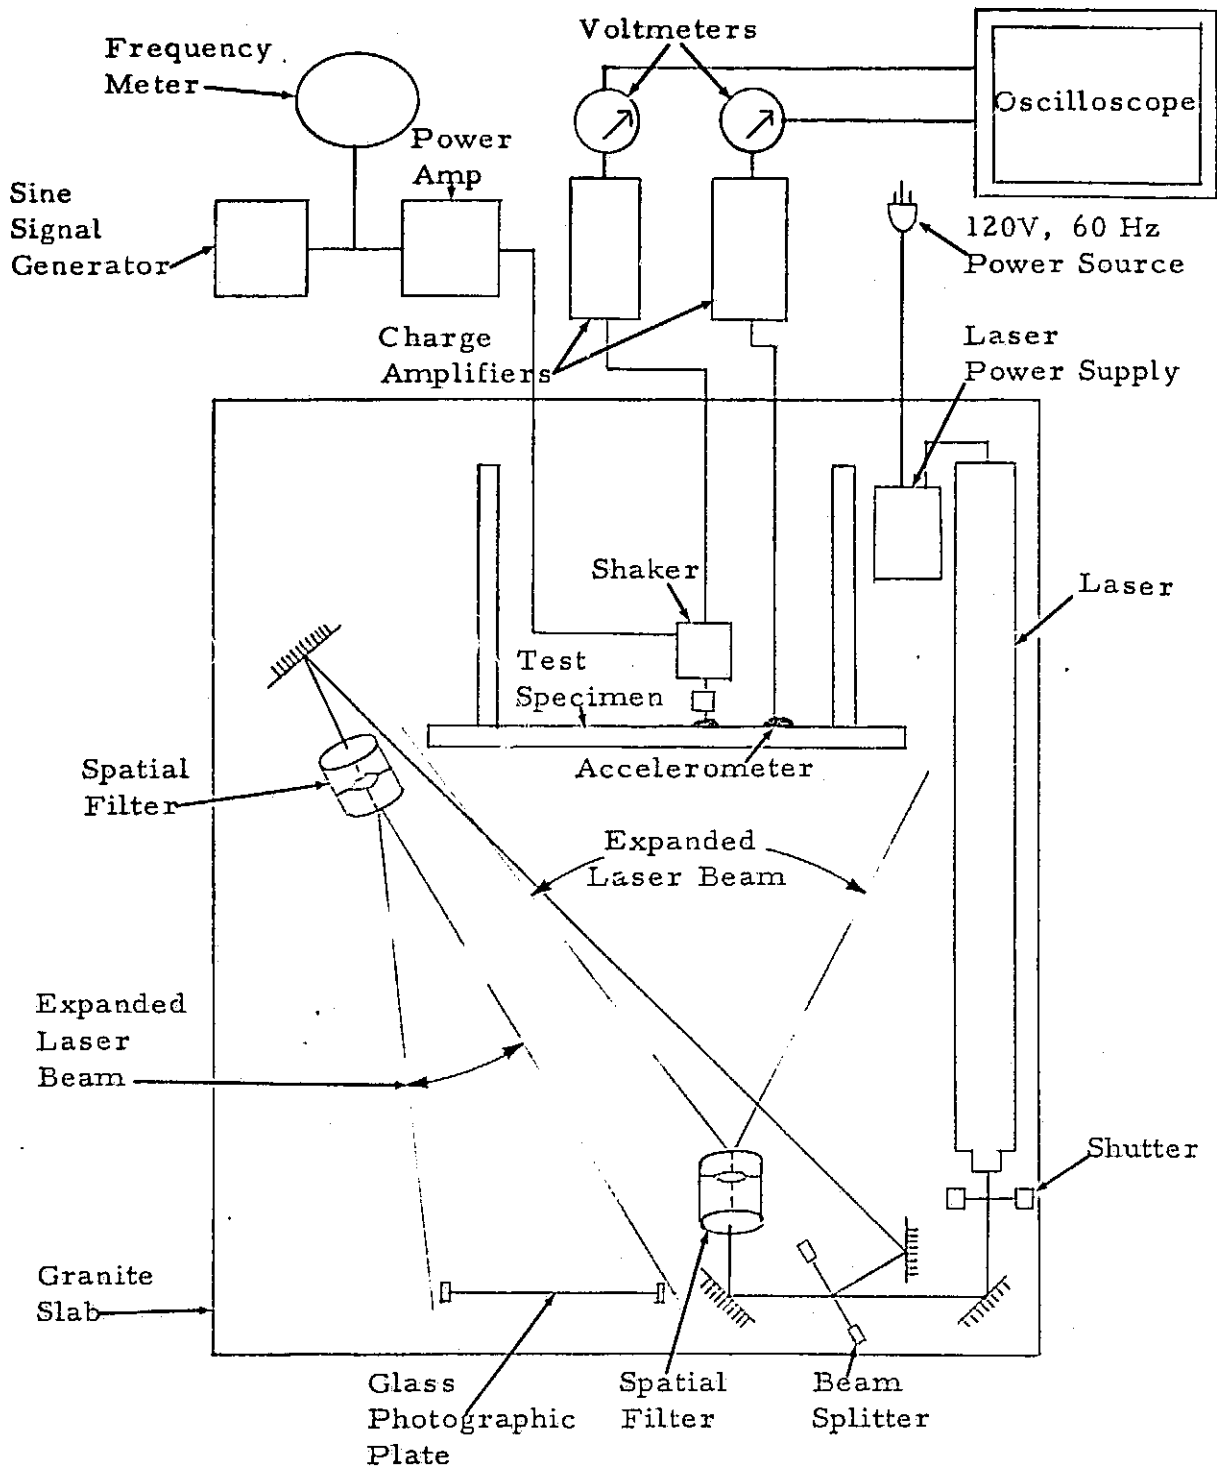 Frequency
Meter
Voltmeters
Oscilloscope
Power
Amp
Sine
Signal
Generator
120V, 60 Hz
Power Source
Charge
Amplifiers
Laser
Power Supply
Shaker
Laser
Test
Specimen
Accelerometer
Spatial
Filter
Expanded
Laser Beam
Expanded
Laser
Beam
Shutter
Granite
Slab
Glass
Photographic
Plate
Spatial
Filter
Beam
Splitter